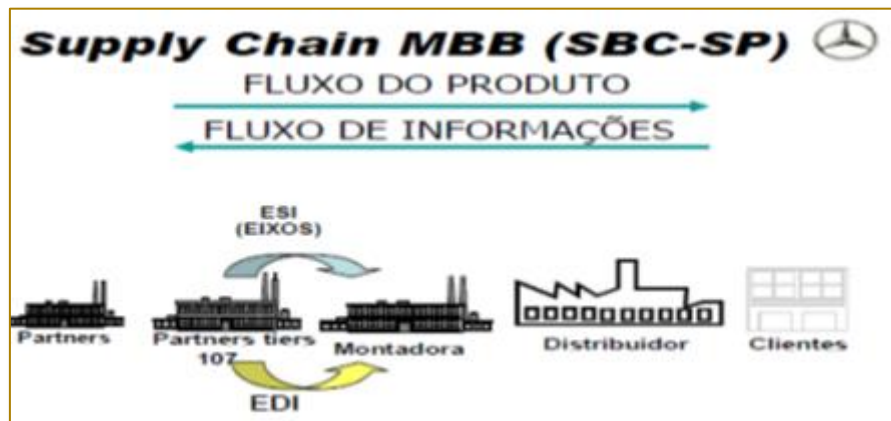 Supply Chain MBB (SBC-SP)
FLUXO DO PRODUTO
FLUXO DE INFORMAÇÕES
ESI
(EIXOS)
Partners
Partners tiers
107
Montadora
Distribuidor
Clientes
EDI